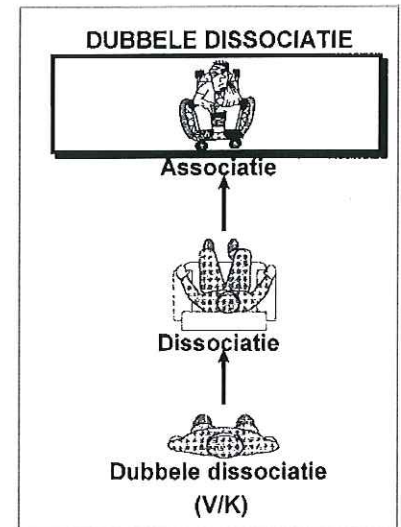 DUBBELE DISSOCIATIE
Associatie
Dissociatie
Dubbele dissociatie
(V/K)